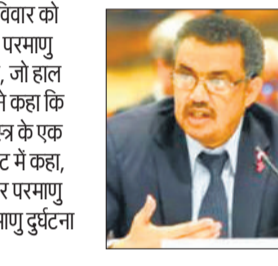 विवार को
परमाणु
, जो हाल
ने कहा कि
स्त्र के एक
ट में कहा,
र परमाणु
माणु दुर्घटना